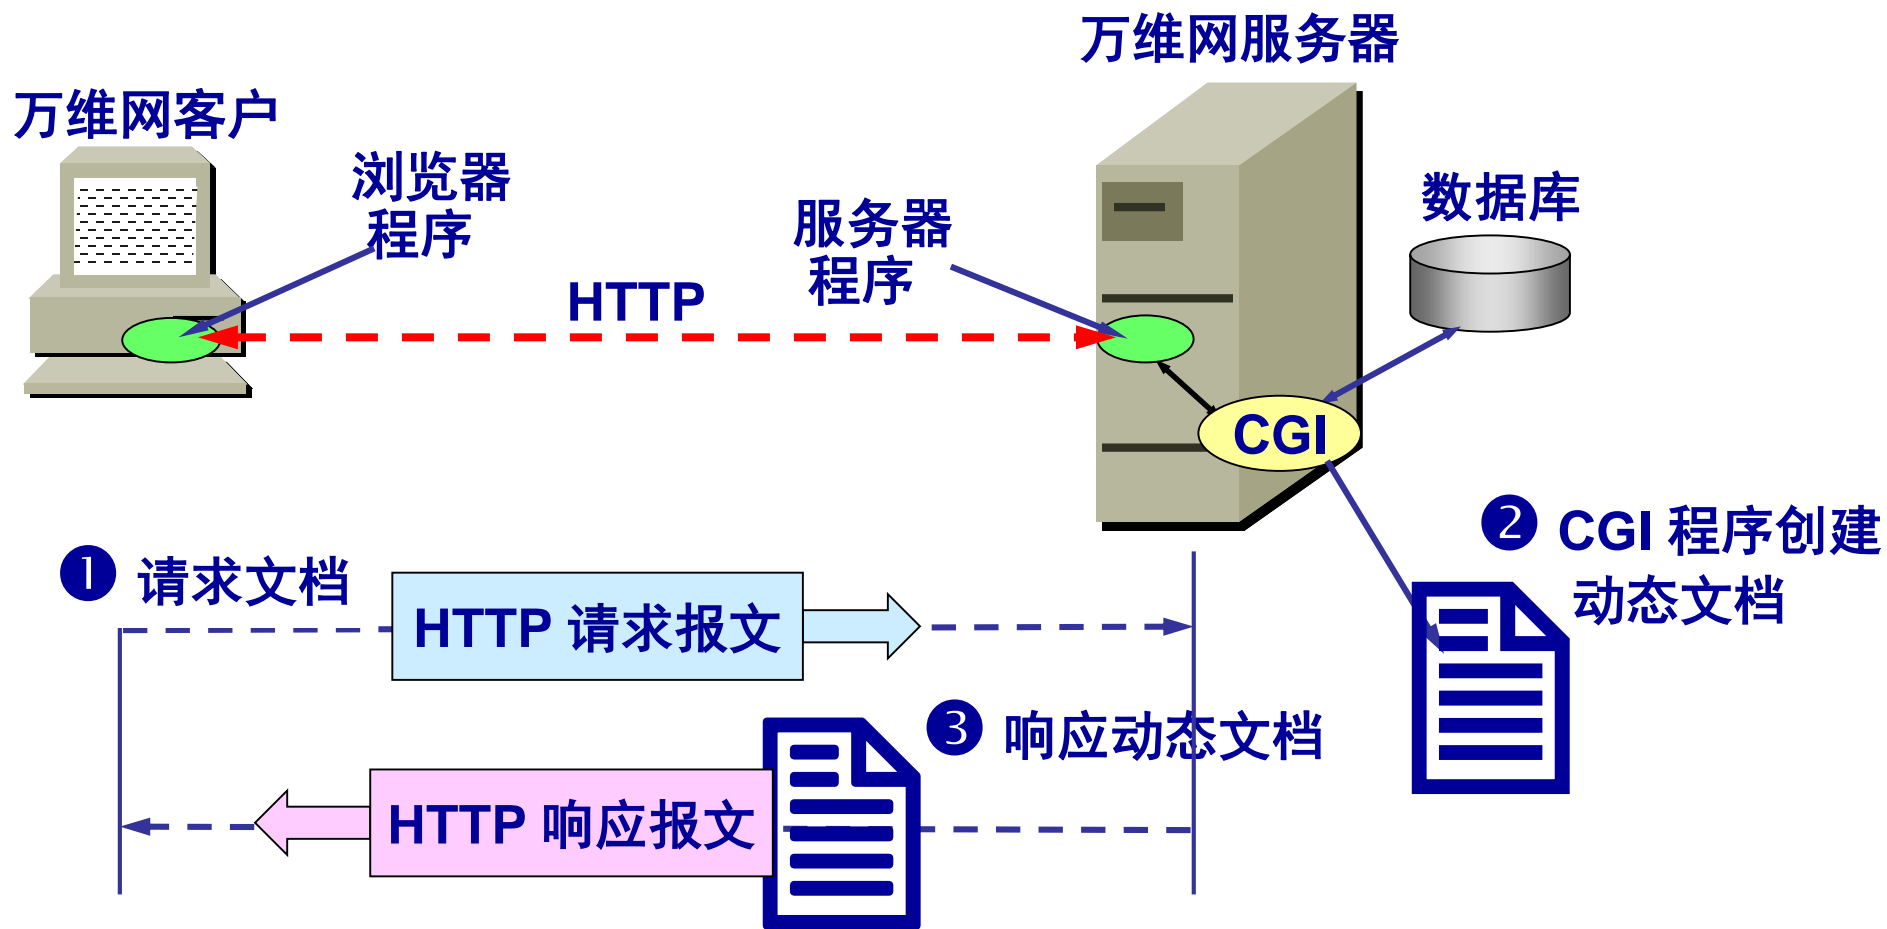 万维网服务器
万维网客户
浏览器
程序
服务器
程序
数据库
HTTP
CGI
❷ CGI 程序创建
动态文档
❶ 请求文档
HTTP 请求报文
❸ 响应动态文档
HTTP 响应报文